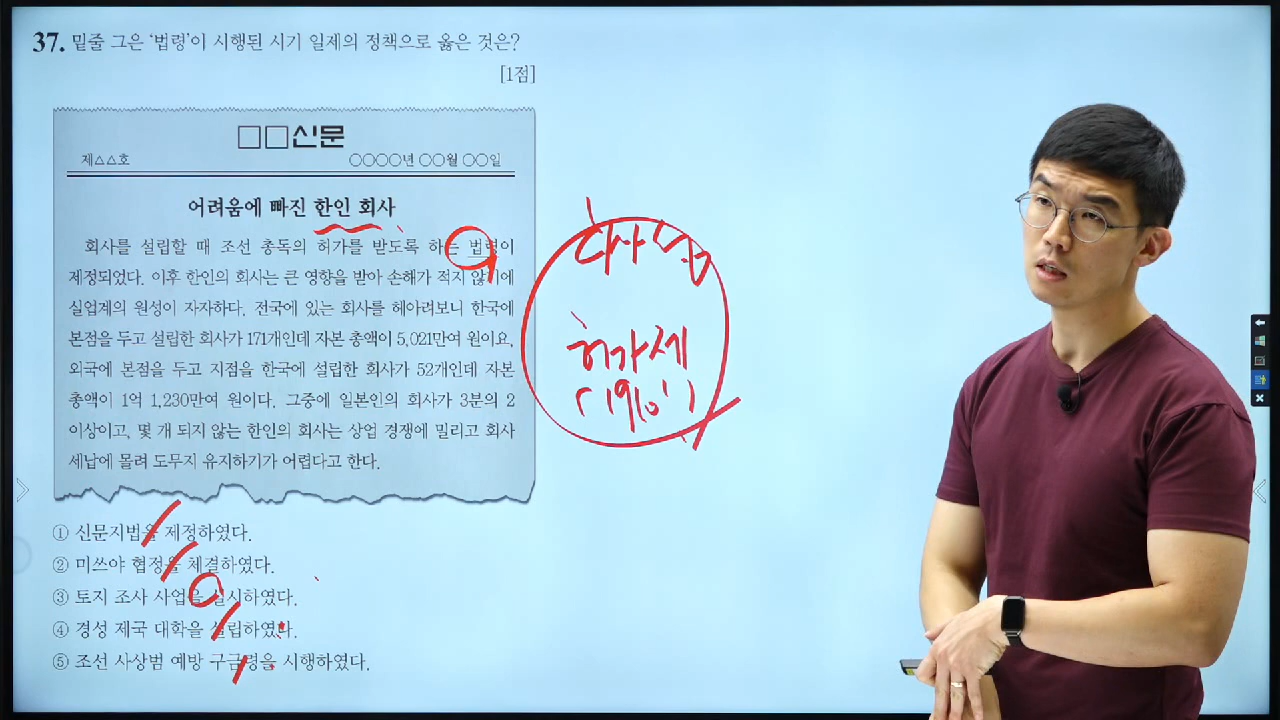 37. 밑줄 그은 '법령'이 시행된 시기 일제의 정책으로 옳은 것은?
[1점]
□□신문
제△△호 ○○○○년 ○○월 ○○일
어려움에 빠진 한인 회사
회사를 설립할 때 조선 총독의 허가를 받도록 하는 법령이
제정되었다. 이후 한인의 회사는 큰 영향을 받아 손해가 적지 않기에
실업계의 원성이 자자하다. 전국에 있는 회사를 헤아려보니 한국에
본점을 두고 설립한 회사가 171개인데 자본 총액이 5,021만여 원이요,
외국에 본점을 두고 지점을 한국에 설립한 회사가 52개인데 자본
총액이 1억 1,230만여 원이다. 그중에 일본인의 회사가 3분의 2
이상이고, 몇 개 되지 않는 한인의 회사는 상업 경쟁에 밀리고 회사
세납에 몰려 도무지 유지하기가 어렵다고 한다.
회사령
허가제
(1910')
① 신문지법을 제정하였다.
② 미쓰야 협정을 체결하였다.
③ 토지 조사 사업을 실시하였다.
④ 경성 제국 대학을 설립하였다.
⑤ 조선 사상범 예방 구금령을 시행하였다.